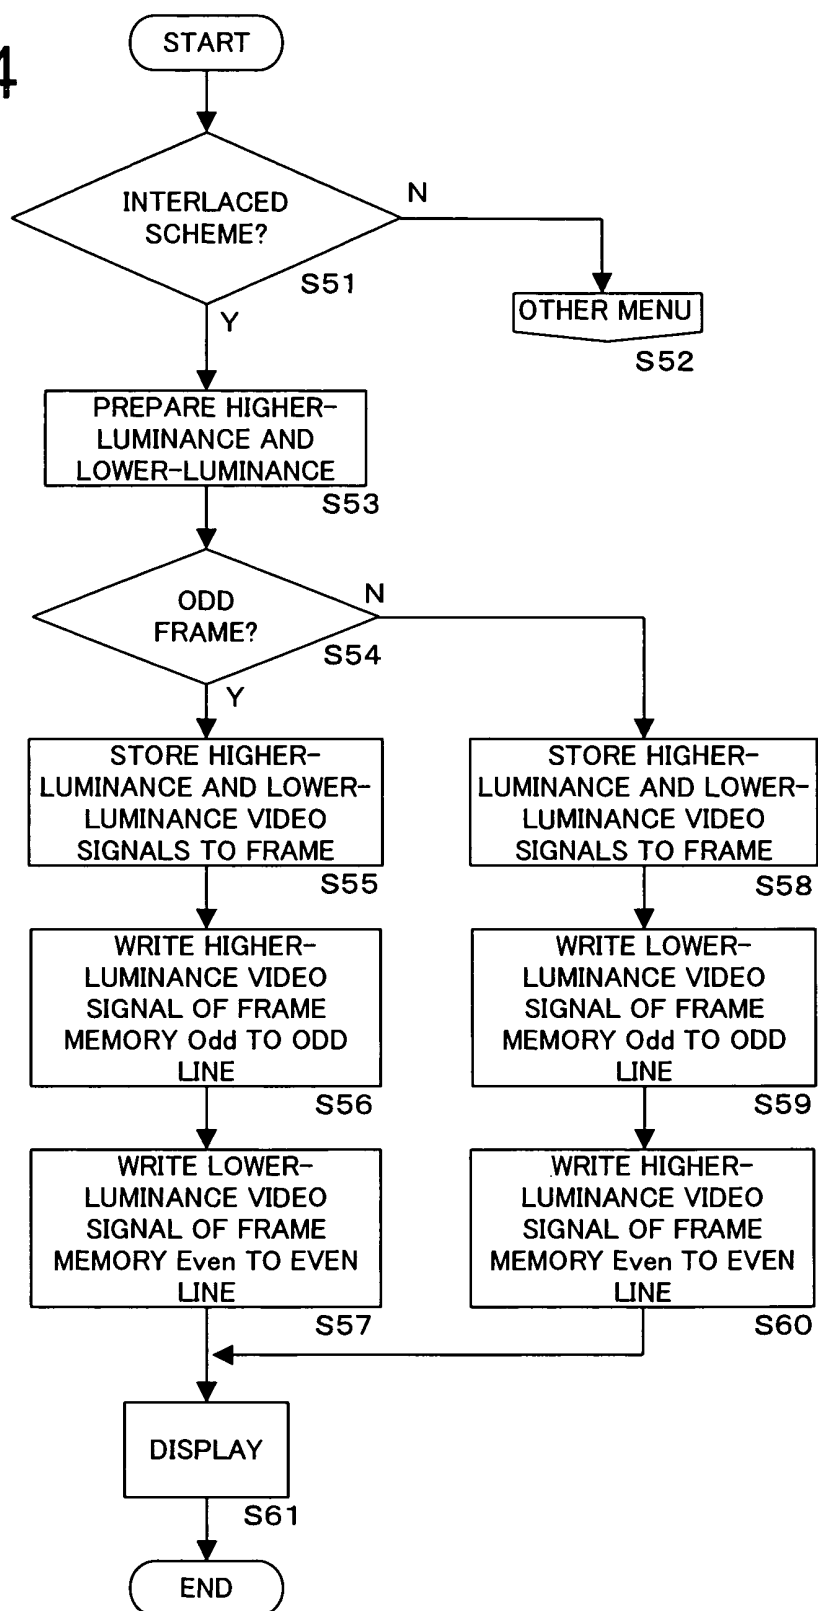 4
START
INTERLACED
SCHEME?
N
S51
Y
OTHER MENU
S52
PREPARE HIGHER-
LUMINANCE AND
LOWER-LUMINANCE
S53
ODD
FRAME?
N
S54
Y
STORE HIGHER-
LUMINANCE AND LOWER-
LUMINANCE VIDEO
SIGNALS TO FRAME
S55
WRITE HIGHER-
LUMINANCE VIDEO
SIGNAL OF FRAME
MEMORY Odd TO ODD
LINE
S56
WRITE LOWER-
LUMINANCE VIDEO
SIGNAL OF FRAME
MEMORY Even TO EVEN
LINE
S57
STORE HIGHER-
LUMINANCE AND LOWER-
LUMINANCE VIDEO
SIGNALS TO FRAME
S58
WRITE LOWER-
LUMINANCE VIDEO
SIGNAL OF FRAME
MEMORY Odd TO ODD
LINE
S59
WRITE HIGHER-
LUMINANCE VIDEO
SIGNAL OF FRAME
MEMORY Even TO EVEN
LINE
S60
DISPLAY
S61
END